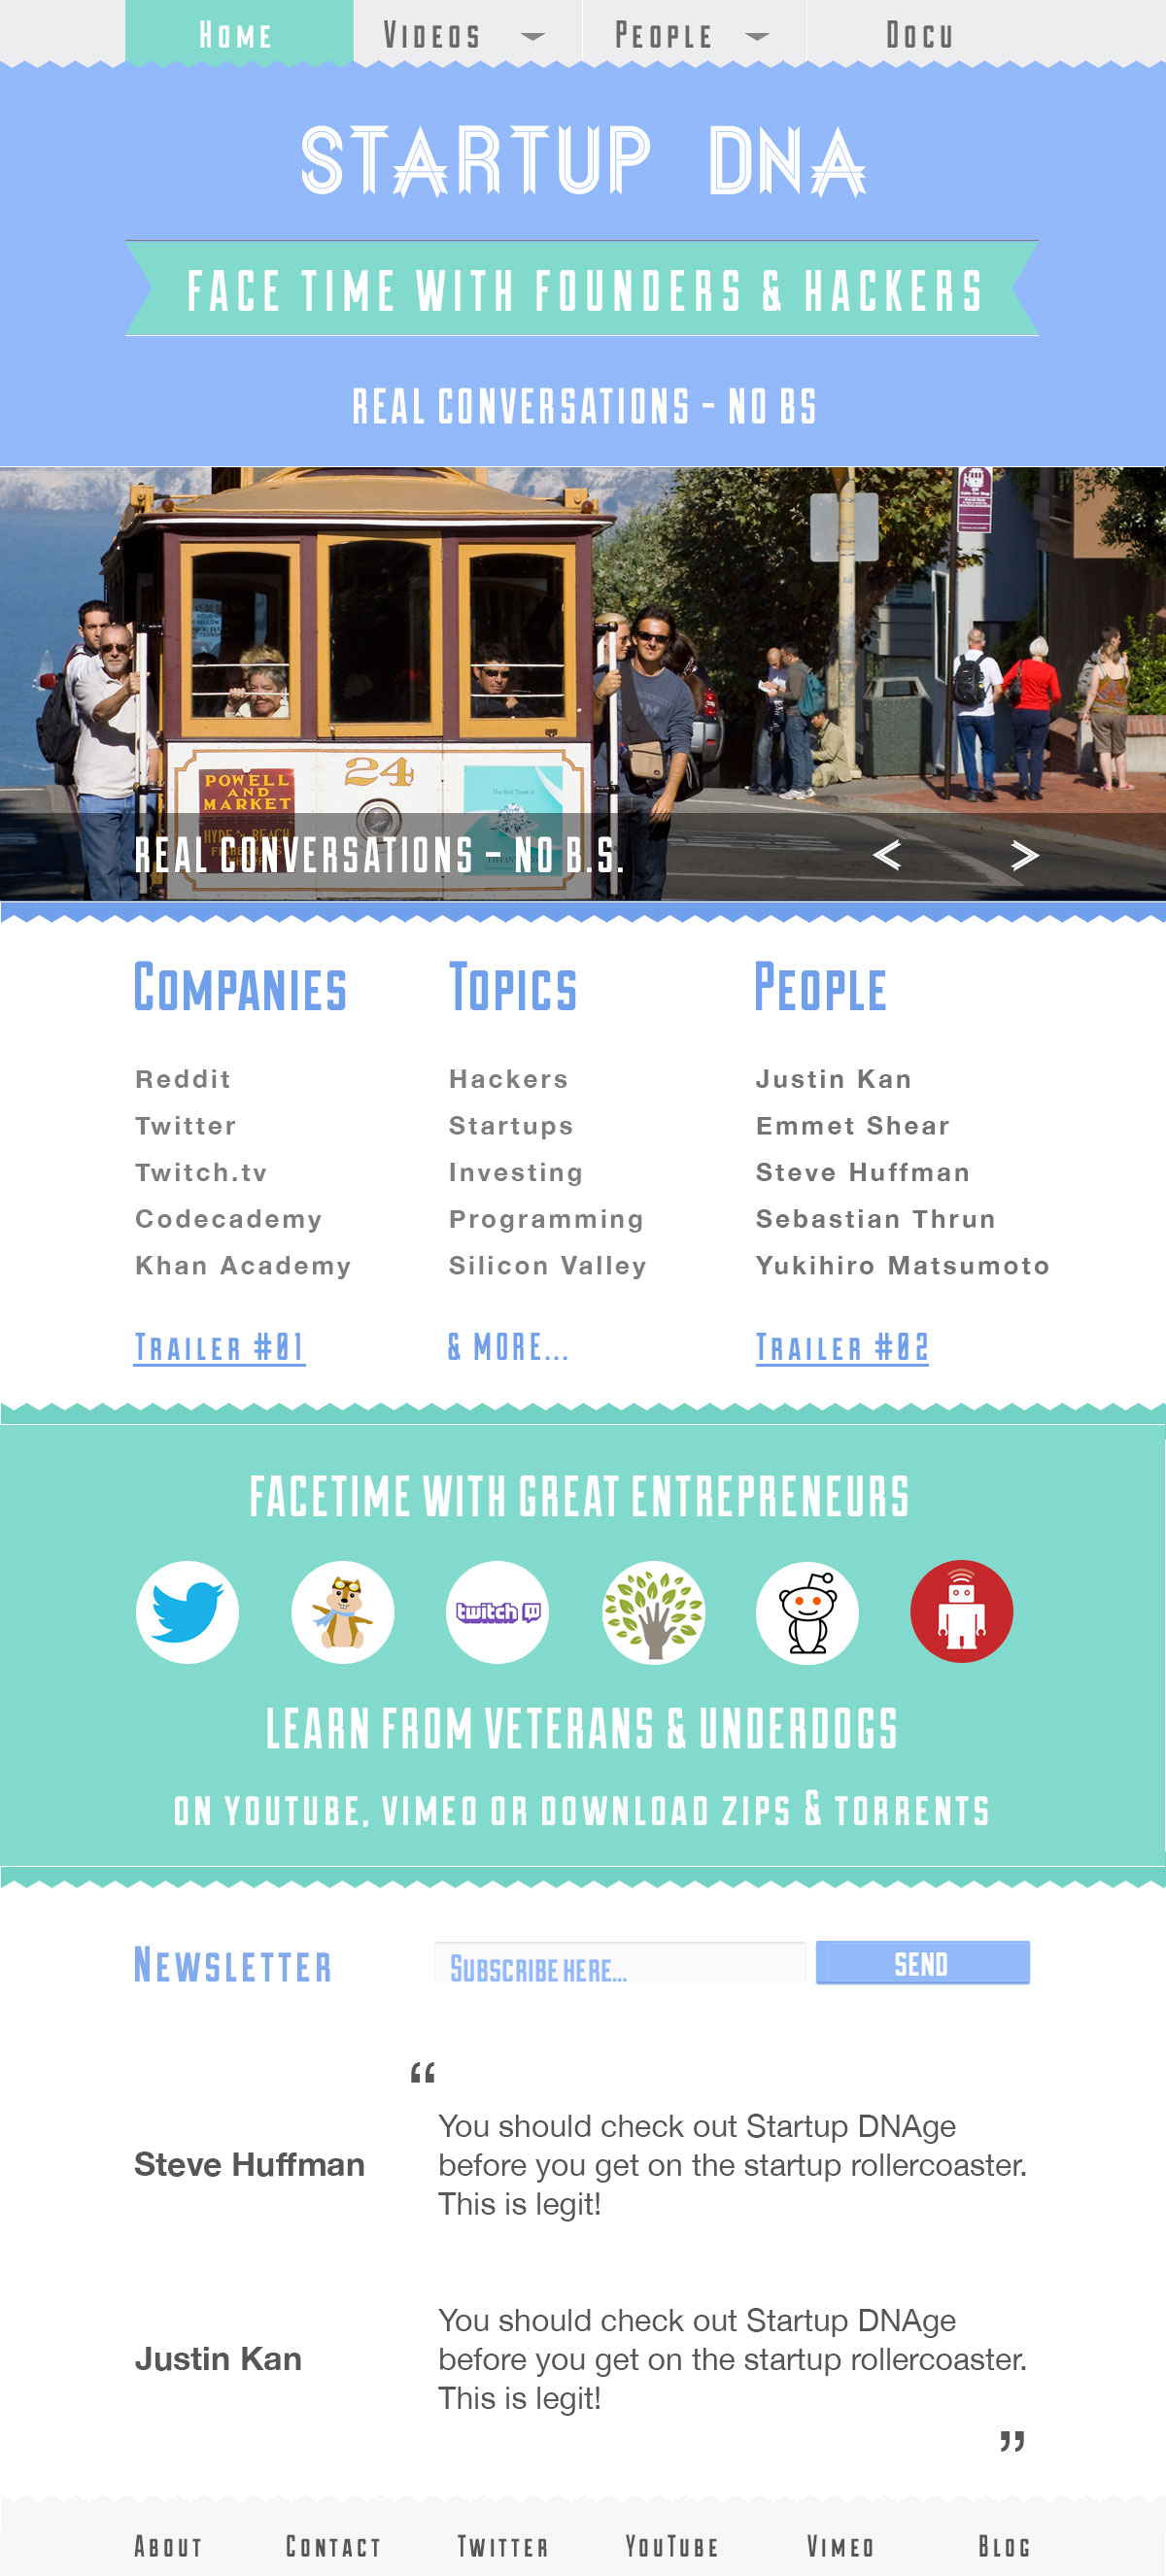 Home Videos People Docu
STARTUP DNA
FACE TIME WITH FOUNDERS & HACKERS
REAL CONVERSATIONS - NO BS
POWELL
AND
MARKET
24
The Best There Is
HYDE BEACH
REAL CONVERSATIONS - NO B.S.
Companies Topics People
Reddit Hackers Justin Kan
Twitter Startups Emmet Shear
Twitch.tv Investing Steve Huffman
Codecademy Programming Sebastian Thrun
Khan Academy Silicon Valley Yukihiro Matsumoto
Trailer #01 & MORE... Trailer #02
FACETIME WITH GREAT ENTREPRENEURS
twitch
LEARN FROM VETERANS & UNDERDOGS
ON YOUTUBE, VIMEO OR DOWNLOAD ZIPS & TORRENTS
Newsletter Subscribe here... SEND
“
You should check out Startup DNAge
Steve Huffman before you get on the startup rollercoaster.
This is legit!
You should check out Startup DNAge
Justin Kan before you get on the startup rollercoaster.
This is legit!
”
About Contact Twitter YouTube Vimeo Blog